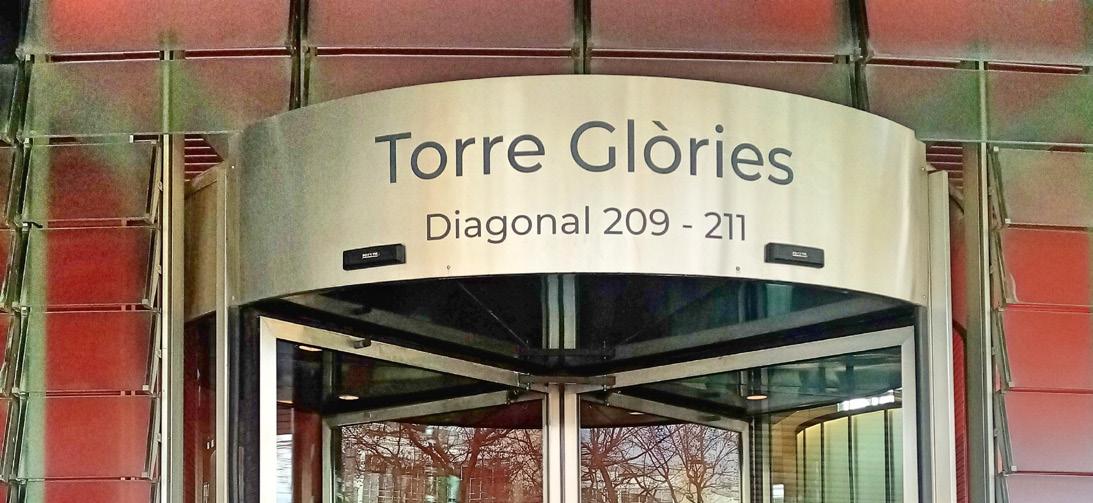 Torre Glòries
Diagonal 209 - 211